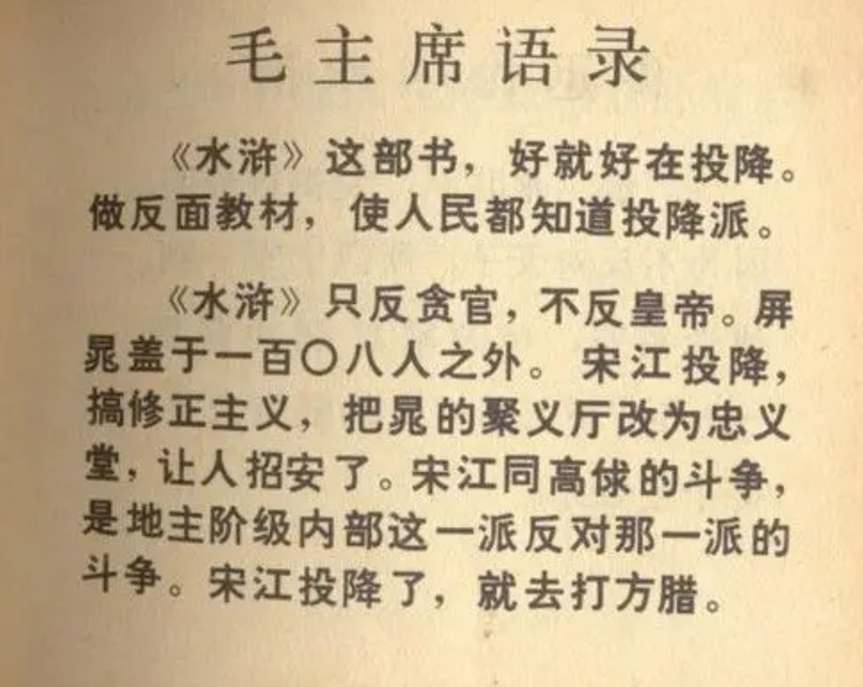 毛主席语录
《水浒》这部书，好就好在投降。
做反面教材，使人民都知道投降派。
《水浒》只反贪官，不反皇帝。屏
晁盖于一百〇八人之外。宋江投降，
搞修正主义，把晁的聚义厅改为忠义
堂，让人招安了。宋江同高俅的斗争，
是地主阶级内部这一派反对那一派的
斗争。宋江投降了，就去打方腊。